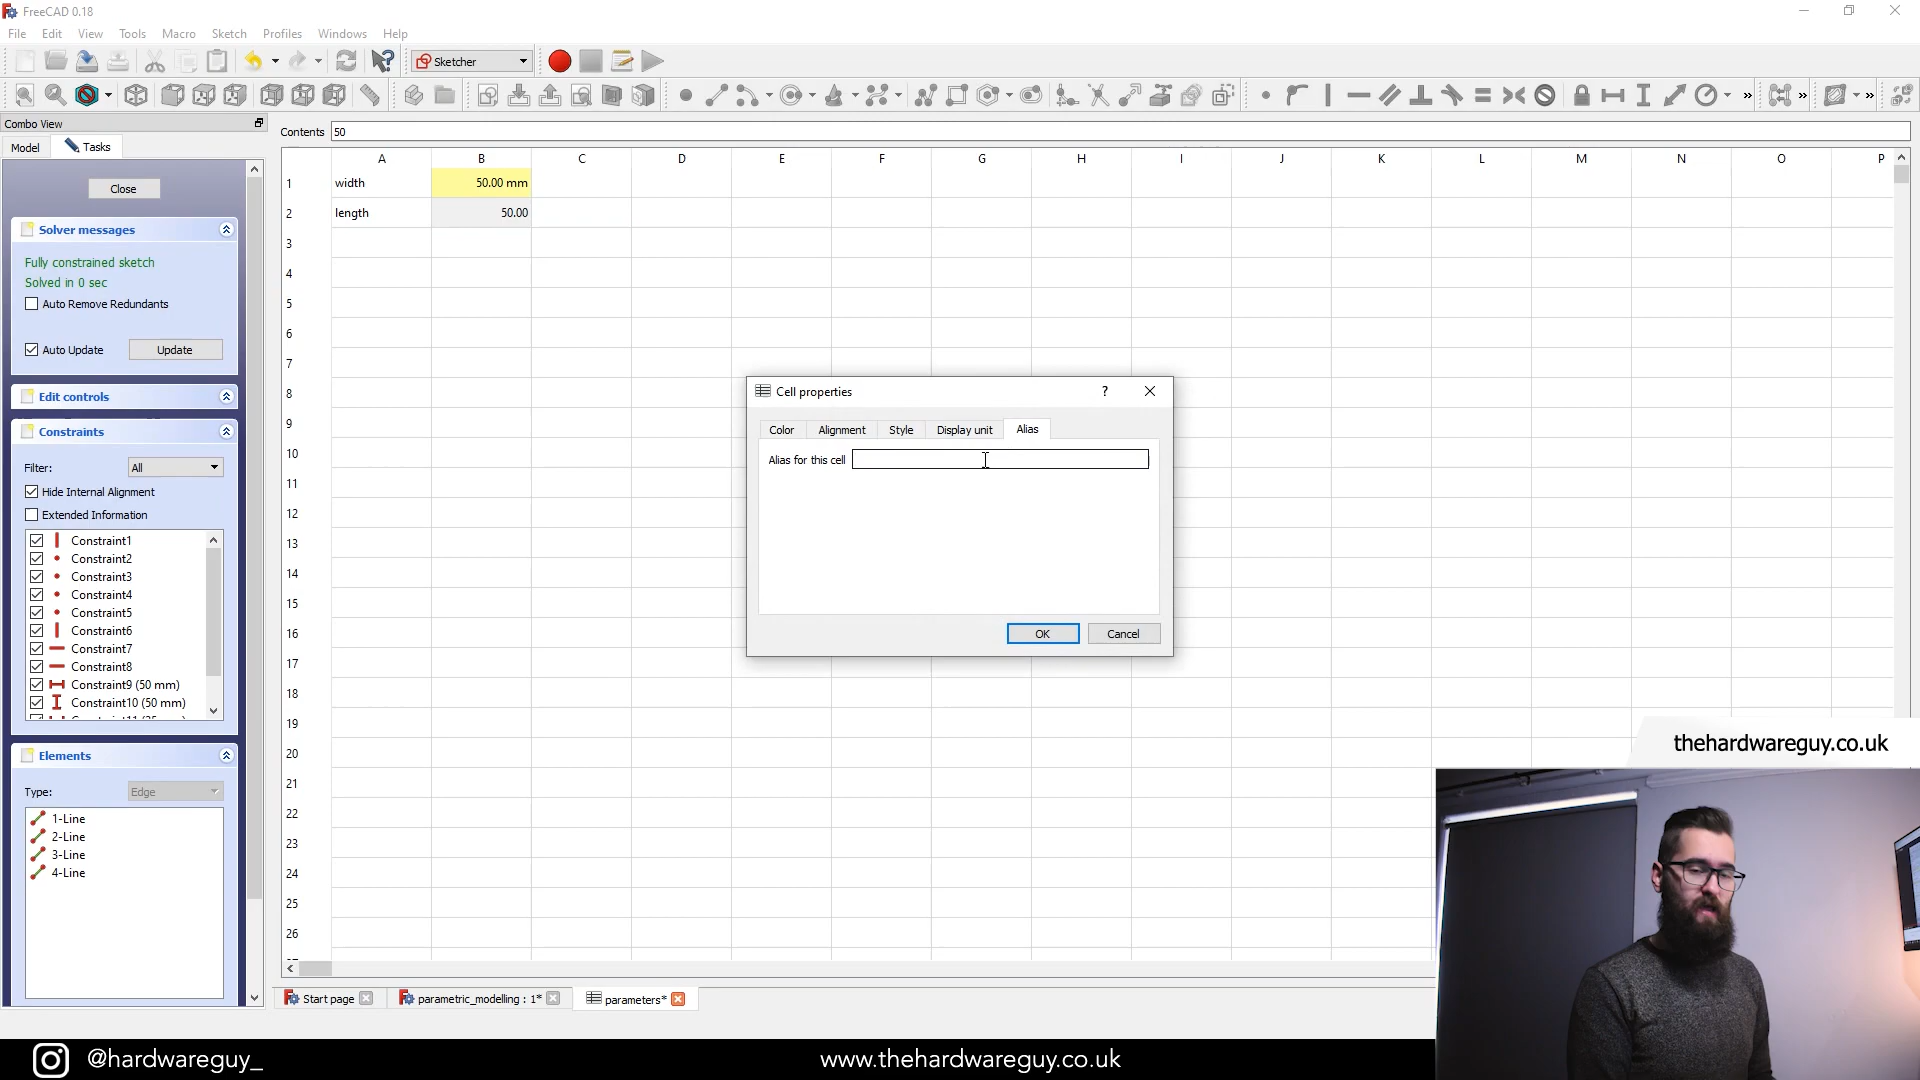 FreeCAD 0.18
File Edit View Tools Macro Sketch Profiles Windows Help
Sketcher
Combo View
Model Tasks
Contents 50
A B C D E F G H I J K L M N O P
1 width 50.00 mm
2 length 50.00
3
4
5
6
7
8
9
10
11
12
13
14
15
16
17
18
19
20
21
22
23
24
25
26
Close
Solver messages
Fully constrained sketch
Solved in 0 sec
Auto Remove Redundants
Auto Update Update
Edit controls
Constraints
Filter: All
Hide Internal Alignment
Extended Information
Constraint1
Constraint2
Constraint3
Constraint4
Constraint5
Constraint6
Constraint7
Constraint8
Constraint9 (50 mm)
Constraint10 (50 mm)
Elements
Type: Edge
1-Line
2-Line
3-Line
4-Line
Cell properties ?
Color Alignment Style Display unit Alias
Alias for this cell
OK Cancel
Start page parametric_modelling : 1* parameters*
thehardwareguy.co.uk
@hardwareguy_ www.thehardwareguy.co.uk